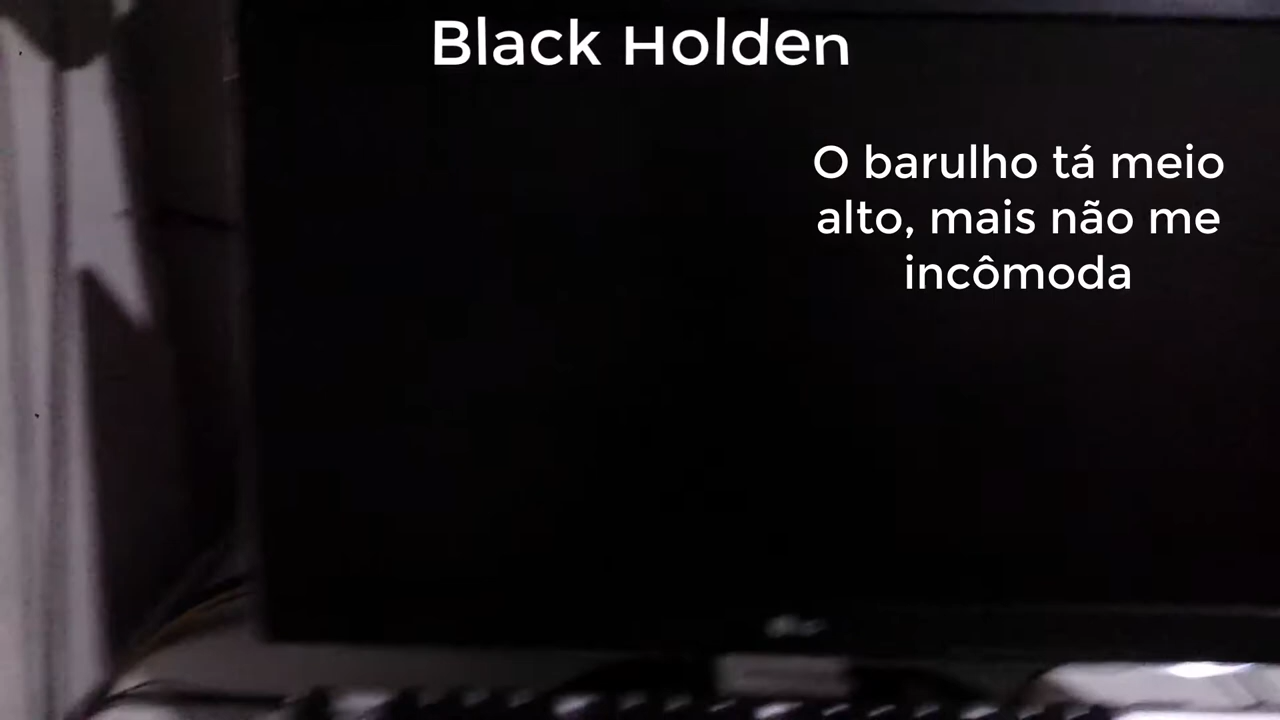 Black Holden
O barulho tá meio
alto, mais não me
incômoda